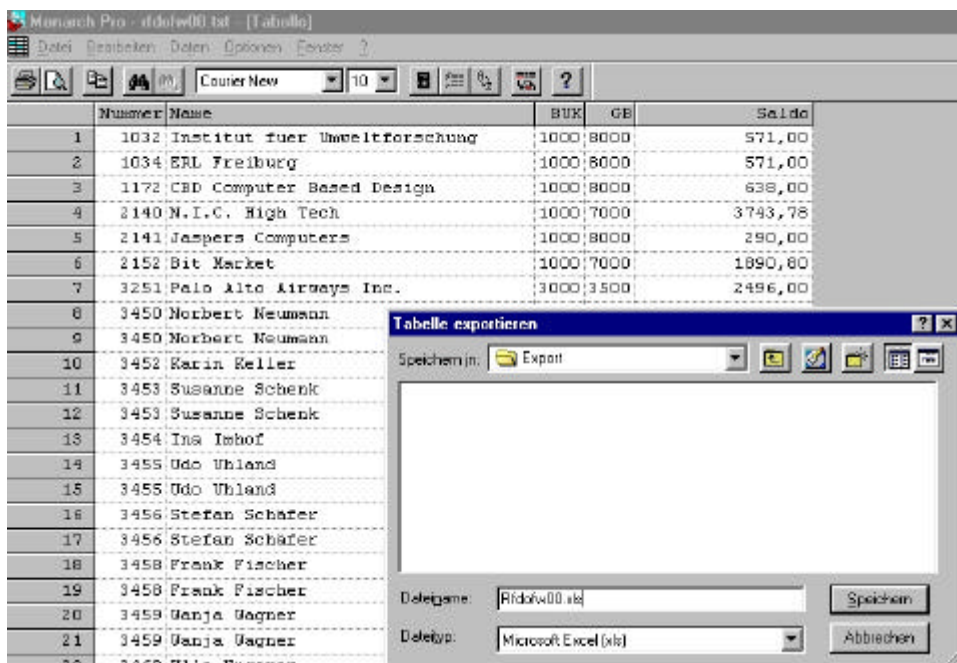 Monarch Pro - rfdofw00.txt - [Tabelle]
Datei Bearbeiten Daten Optionen Fenster ?
Courier New 10 ?
Nummer Name BUK GB Saldo
1 1032 Institut fuer Umweltforschung 1000 8000 571,00
2 1034 ERL Freiburg 1000 8000 571,00
3 1172 CBD Computer Based Design 1000 8000 638,00
4 2140 N.I.C. High Tech 1000 7000 3743,78
5 2141 Jaspers Computers 1000 8000 290,00
6 2152 Bit Market 1000 7000 1890,80
7 3251 Palo Alto Airways Inc. 3000 3500 2496,00
8 3450 Norbert Neumann
9 3450 Norbert Neumann
10 3452 Karin Keller
11 3453 Susanne Schenk
12 3453 Susanne Schenk
13 3454 Ina Imhof
14 3455 Udo Uhland
15 3455 Udo Uhland
16 3456 Stefan Schäfer
17 3456 Stefan Schäfer
18 3458 Frank Fischer
19 3458 Frank Fischer
20 3459 Wanja Wagner
21 3459 Wanja Wagner
Tabelle exportieren
Speichern in: Export
Dateiname: Rfdofw00.xls
Speichern
Dateityp: Microsoft Excel (xls)
Abbrechen